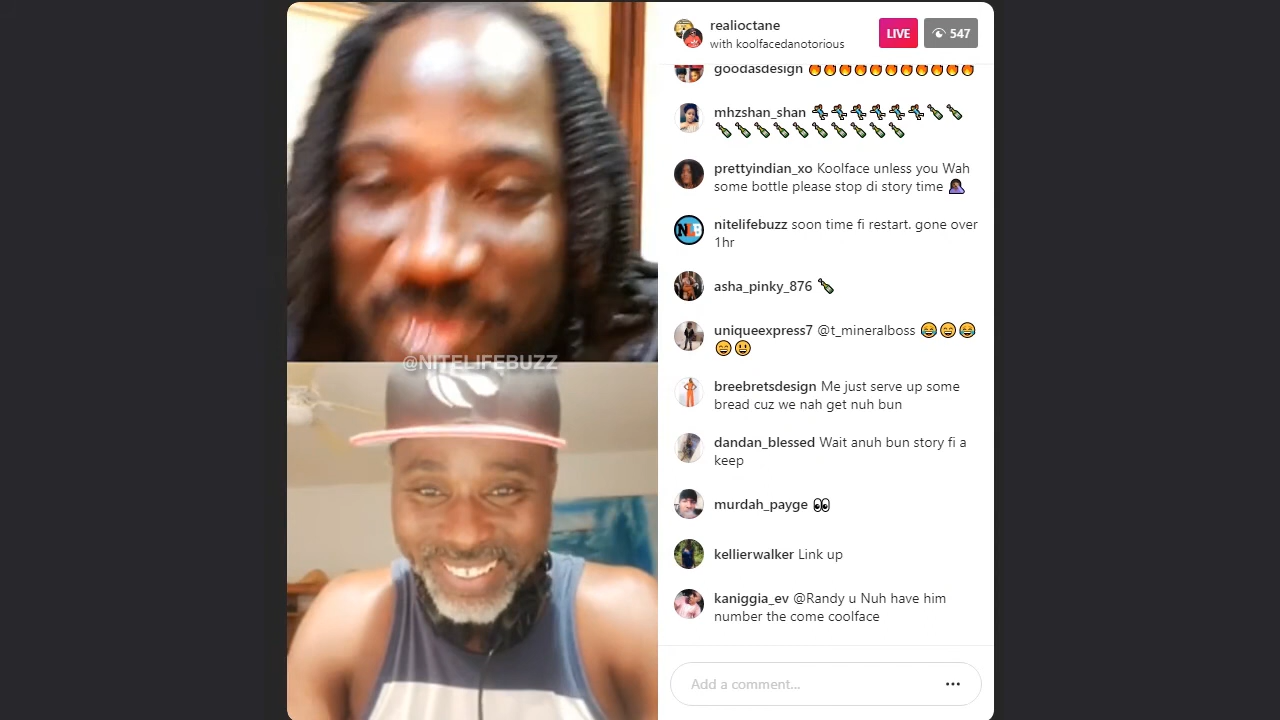 realioctane
with koolfacedanotorious
LIVE
547
goodasdesign 🔥🔥🔥🔥🔥🔥🔥🔥🔥🔥🔥
mhzshan_shan 🏃🏃🏃🏃🏃🏃🍾🍾
🍾🍾🍾🍾🍾🍾🍾🍾🍾🍾
prettyindian_xo Koolface unless you Wah
some bottle please stop di story time 🤦🏿‍♀️
nitelifebuzz soon time fi restart. gone over
1hr
NLB
asha_pinky_876 🍾
uniqueexpress7 @t_mineralboss 😂😄😂
😄😃
@NITELIFEBUZZ
breebretsdesign Me just serve up some
bread cuz we nah get nuh bun
dandan_blessed Wait anuh bun story fi a
keep
murdah_payge 👀
kellierwalker Link up
kaniggia_ev @Randy u Nuh have him
number the come coolface
Add a comment...